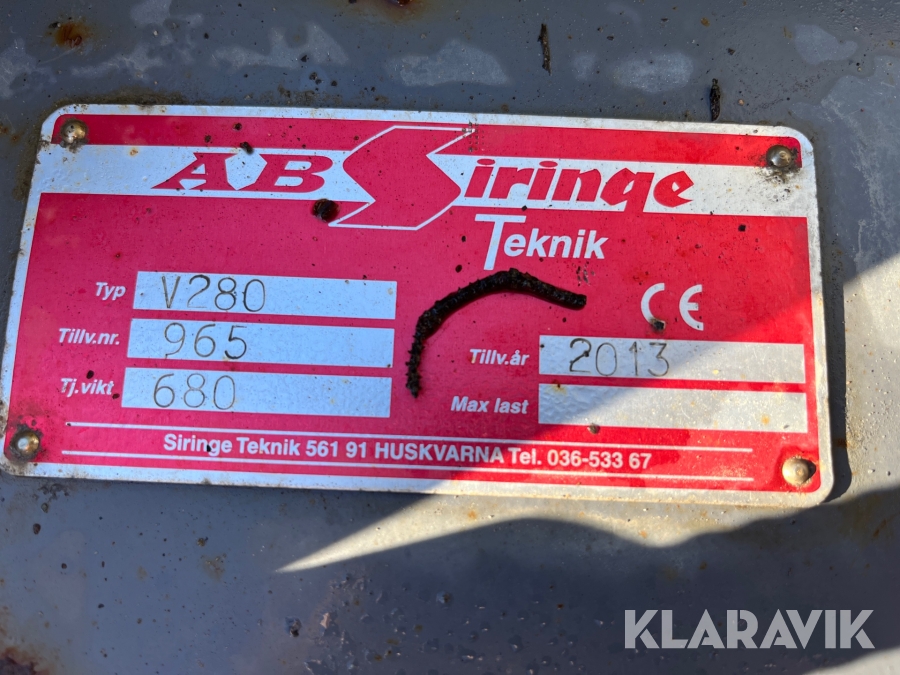 AB Siringe
Teknik
Typ V280
CE
Tillv.nr. 965
Tillv.år 2013
Tj.vikt 680
Max last
Siringe Teknik 561 91 HUSKVARNA Tel. 036-533 67
KLARAVIK